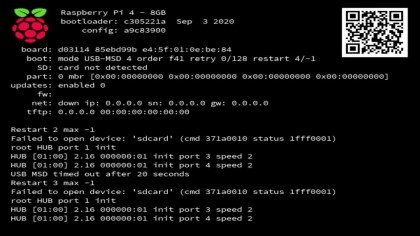 Raspberry Pi 4 - 8GB
bootloader: c305221a Sep 3 2020
config: a9c83900
board: d03114 85ebd99b e4:5f:01:0e:be:84
boot: mode USB-MSD 4 order f41 retry 0/128 restart 4/-1
SD: card not detected
part: 0 mbr [0x00:00000000 0x00:00000000 0x00:00000000 0x00:00000000]
updates: enabled 0
fw:
net: down ip: 0.0.0.0 sn: 0.0.0.0 gw: 0.0.0.0
tftp: 0.0.0.0 00:00:00:00:00:00
Restart 2 max -1
Failed to open device: 'sdcard' (cmd 371a0010 status 1fff0001)
root HUB port 1 init
HUB [01:00] 2.16 000000:01 init port 3 speed 2
HUB [01:00] 2.16 000000:01 init port 4 speed 2
USB MSD timed out after 20 seconds
Restart 3 max -1
Failed to open device: 'sdcard' (cmd 371a0010 status 1fff0001)
root HUB port 1 init
HUB [01:00] 2.16 000000:01 init port 3 speed 2
HUB [01:00] 2.16 000000:01 init port 4 speed 2